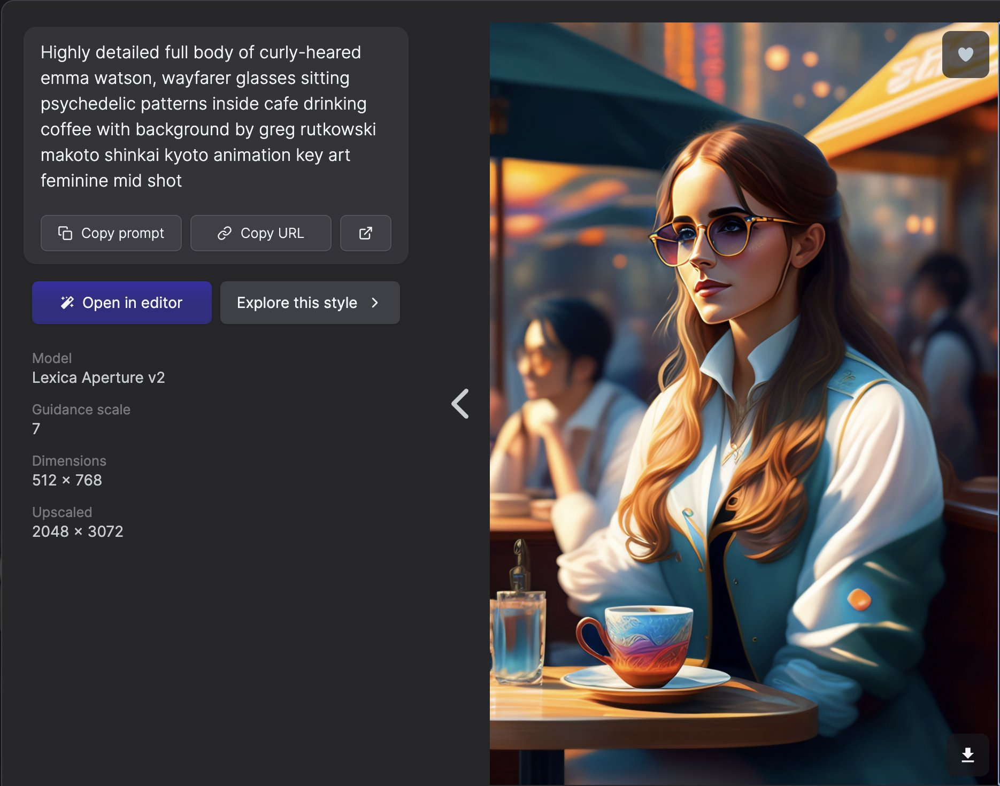 Highly detailed full body of curly-heared
emma watson, wayfarer glasses sitting
psychedelic patterns inside cafe drinking
coffee with background by greg rutkowski
makoto shinkai kyoto animation key art
feminine mid shot
Copy prompt
Copy URL
Open in editor
Explore this style
Model
Lexica Aperture v2
Guidance scale
7
Dimensions
512 × 768
Upscaled
2048 × 3072